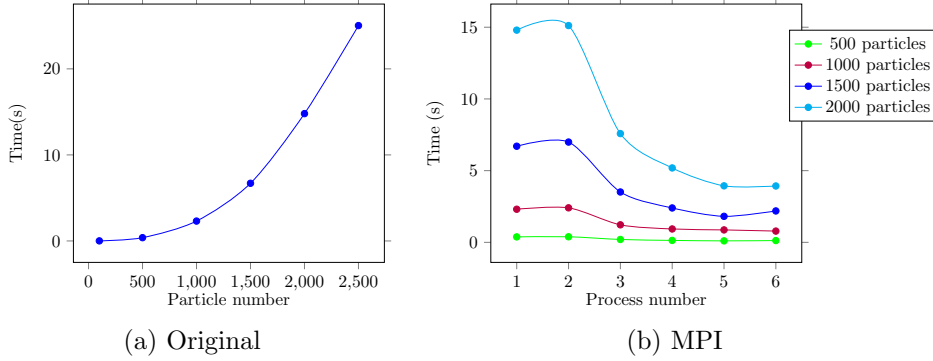 Time(s)
20
10
0
0
500
1,000
1,500
2,000
2,500
Particle number
(a) Original
Time (s)
15
10
5
0
1
2
3
4
5
6
Process number
500 particles
1000 particles
1500 particles
2000 particles
(b) MPI